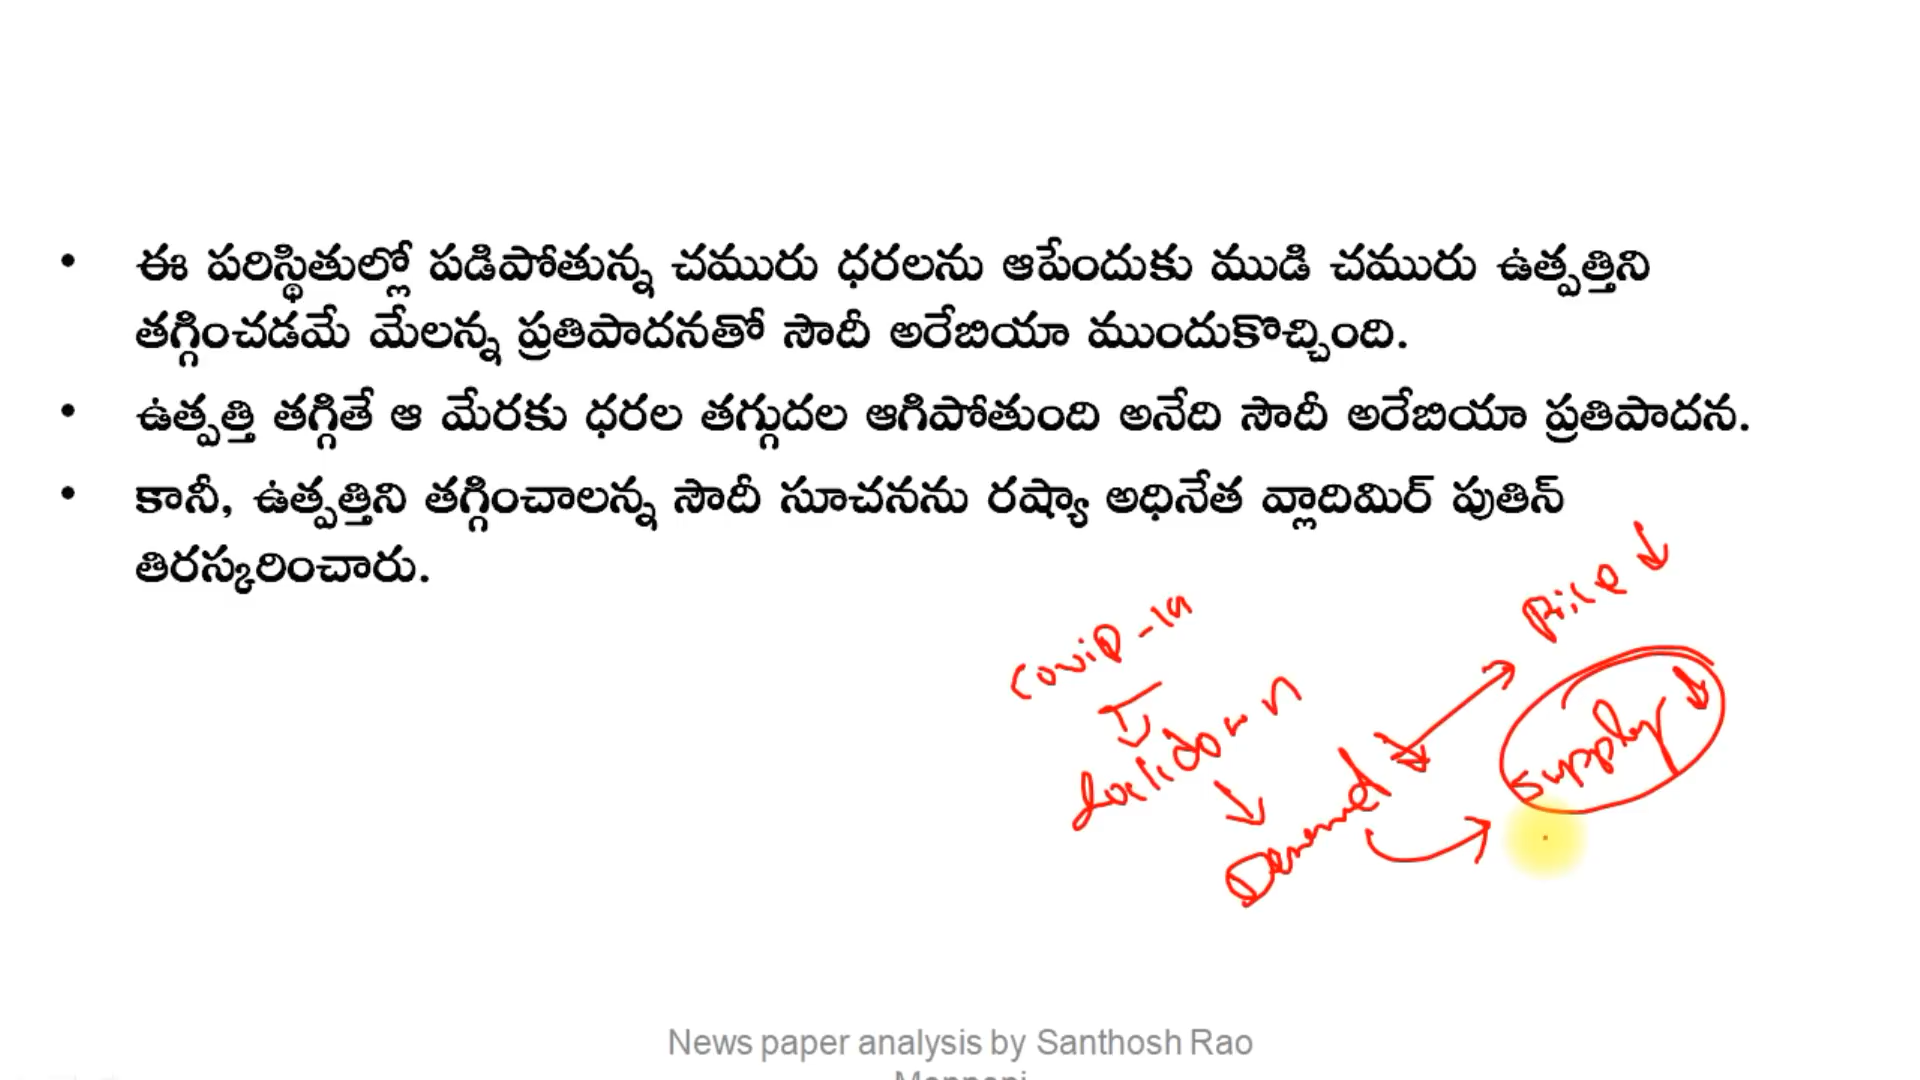 • ఈ పరిస్థితుల్లో పడిపోతున్న చమురు ధరలను ఆపేందుకు ముడి చమురు ఉత్పత్తిని
తగ్గించడమే మేలన్న ప్రతిపాదనతో సౌదీ అరేబియా ముందుకొచ్చింది.
• ఉత్పత్తి తగ్గితే ఆ మేరకు ధరల తగ్గుదల ఆగిపోతుంది అనేది సౌదీ అరేబియా ప్రతిపాదన.
• కానీ, ఉత్పత్తిని తగ్గించాలన్న సౌదీ సూచనను రష్యా అధినేత వ్లాదిమిర్ పుతిన్
తిరస్కరించారు.
Price ↓
Covid-19
Lockdown
Supply ↓
Demand ↓
News paper analysis by Santhosh Rao